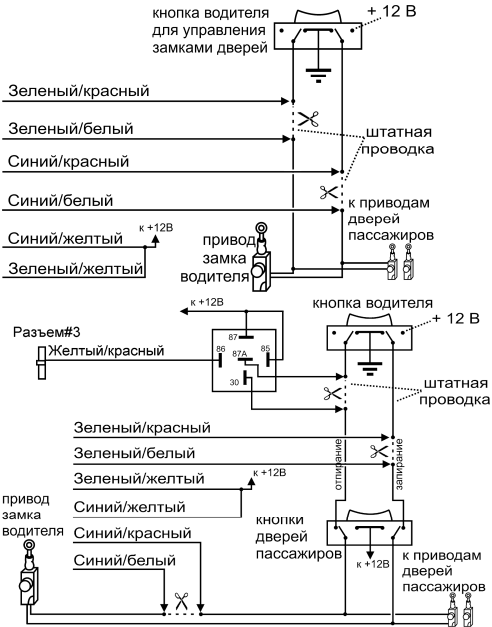 кнопка водителя
для управления
замками дверей
+ 12 В
Зеленый/красный
Зеленый/белый
штатная
проводка
Синий/красный
Синий/белый
к приводам
дверей
пассажиров
Синий/желтый
к +12В
привод
замка
водителя
Зеленый/желтый
к +12В
кнопка водителя
+ 12 В
Разъем#3
Желтый/красный
87
86
87А
85
30
штатная
проводка
Зеленый/красный
Зеленый/белый
Зеленый/желтый
к +12В
Синий/желтый
отпирание
запирание
привод
замка
водителя
Синий/красный
Синий/белый
кнопки
дверей
пассажиров
к +12В
к приводам
дверей
пассажиров